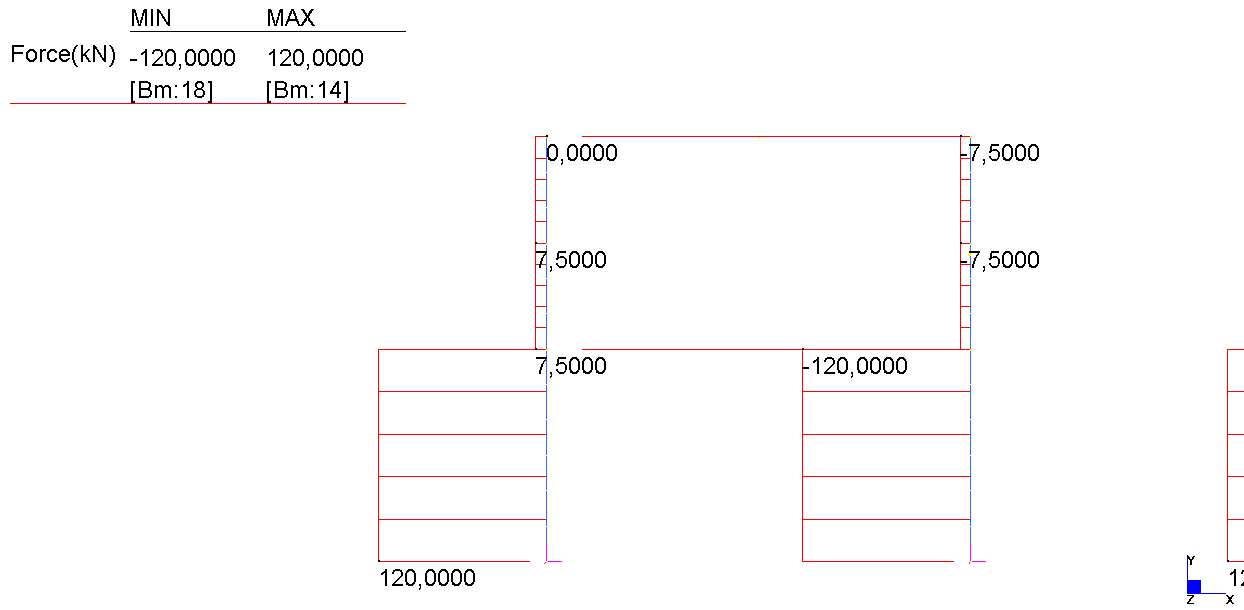 MIN MAX
Force(kN) -120,0000 120,0000
[Bm:18] [Bm:14]
0,0000 -7,5000
7,5000 -7,5000
7,5000 -120,0000
Y
120,0000 12
Z X